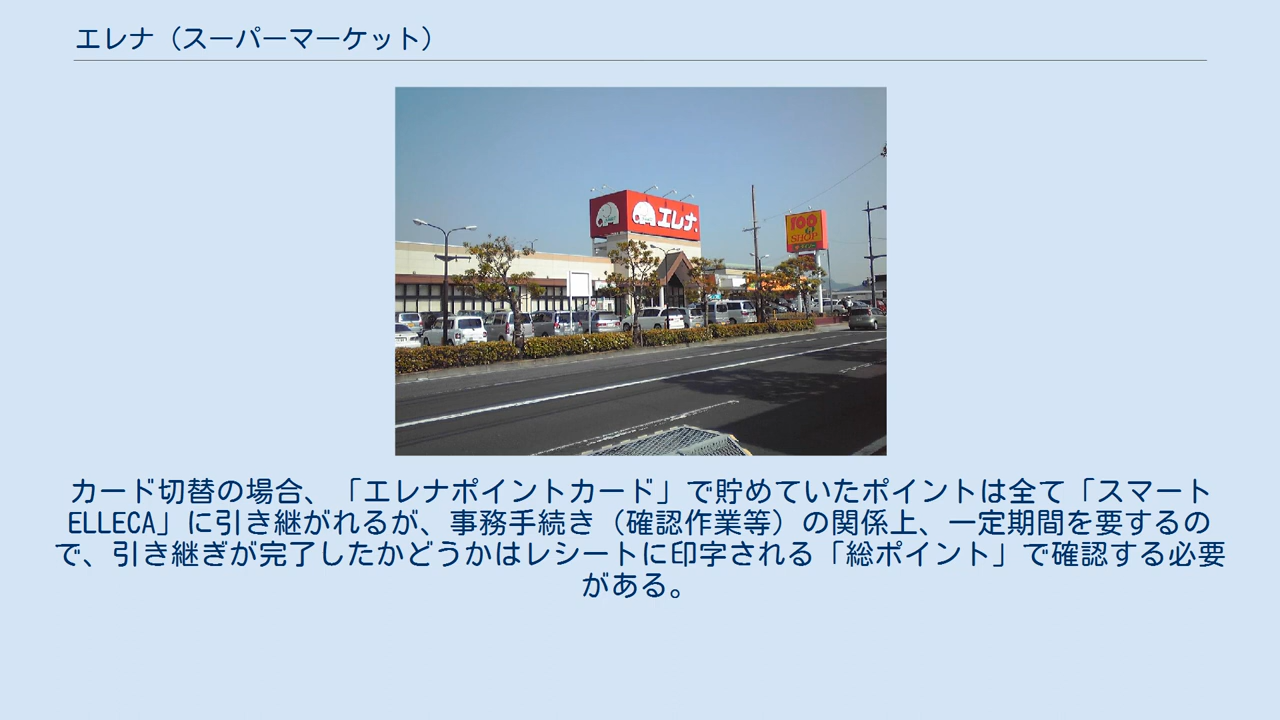 エレナ（スーパーマーケット）
エレナ
100
SHOP
カード切替の場合、「エレナポイントカード」で貯めていたポイントは全て「スマート
ELLECA」に引き継がれるが、事務手続き（確認作業等）の関係上、一定期間を要するの
で、引き継ぎが完了したかどうかはレシートに印字される「総ポイント」で確認する必要
がある。